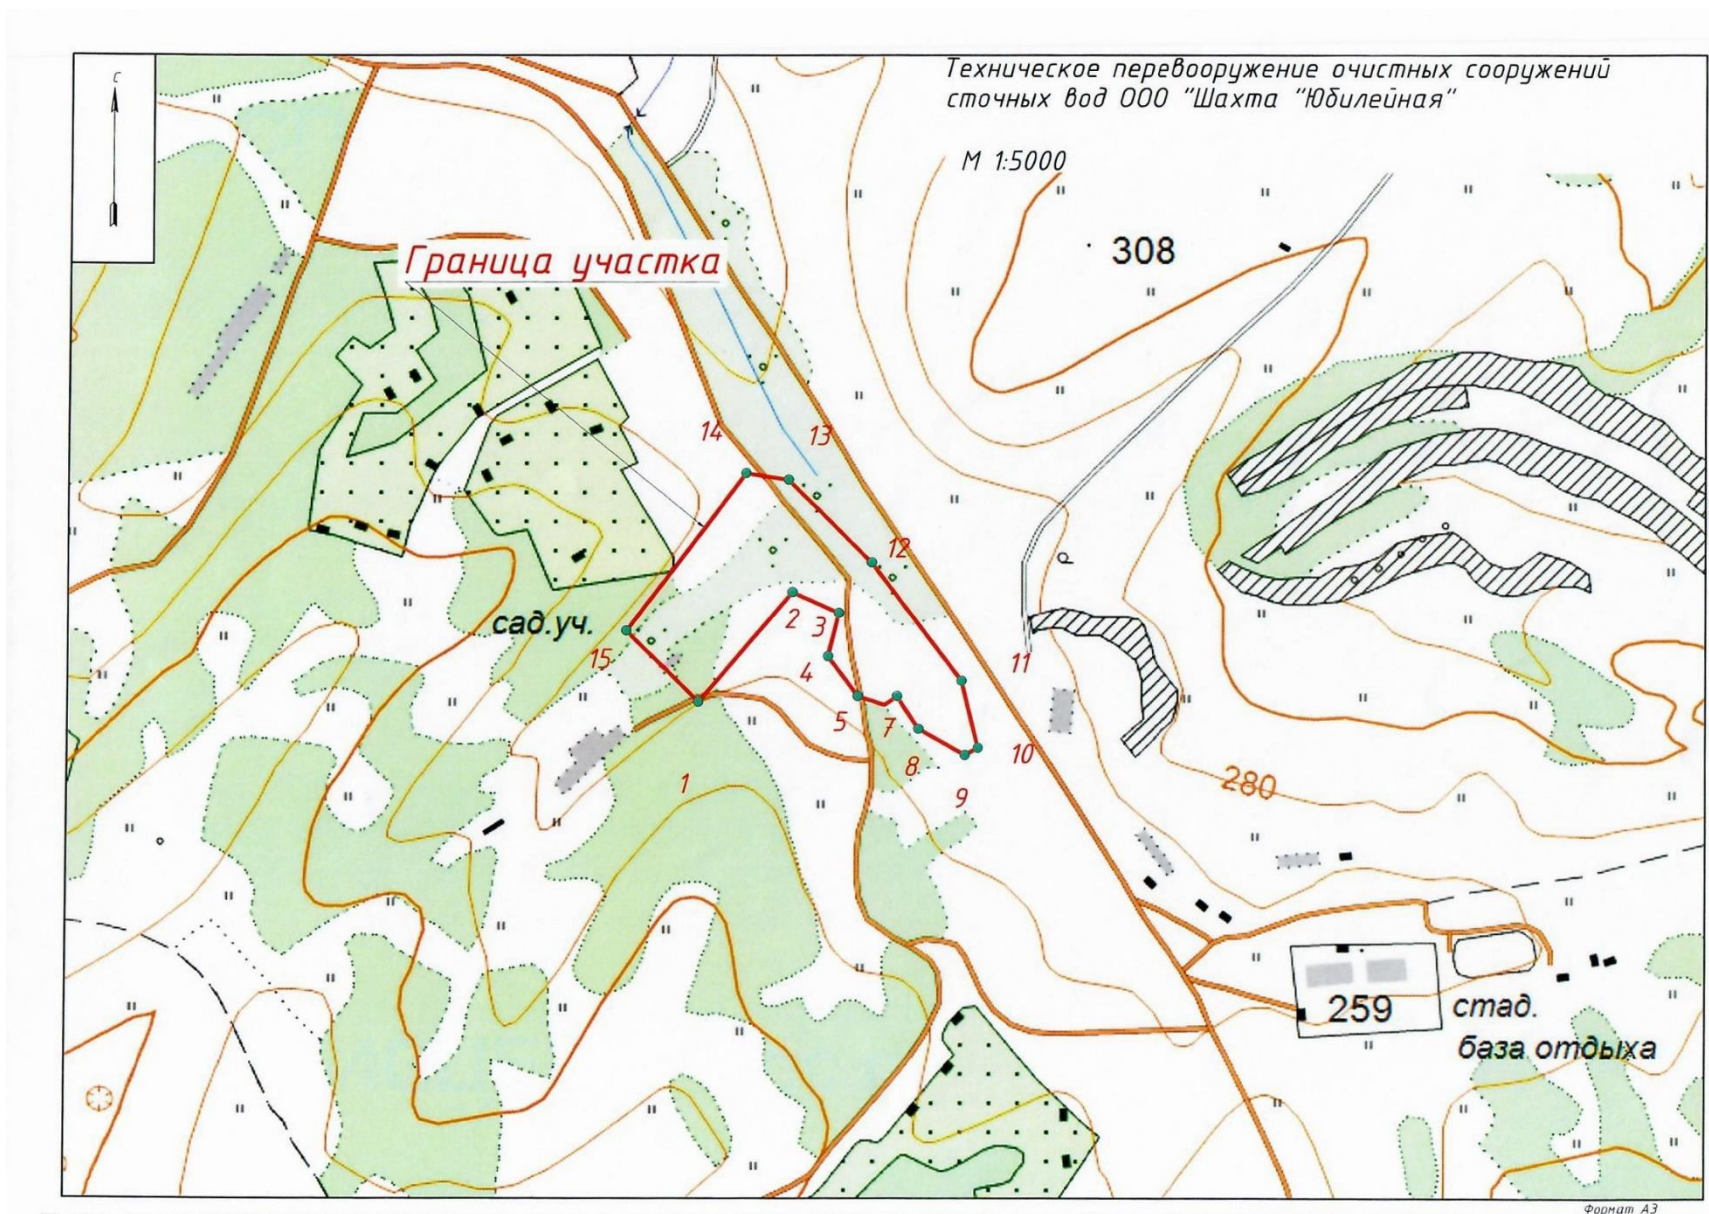 С
Техническое перевооружение очистных сооружений
сточных вод ООО "Шахта "Юбилейная"
М 1:5000
308
Граница участка
14
13
12
2
3
сад.уч.
15
4
11
5
7
10
8
1
9
280
259
стад.
база отдыха
Формат А3